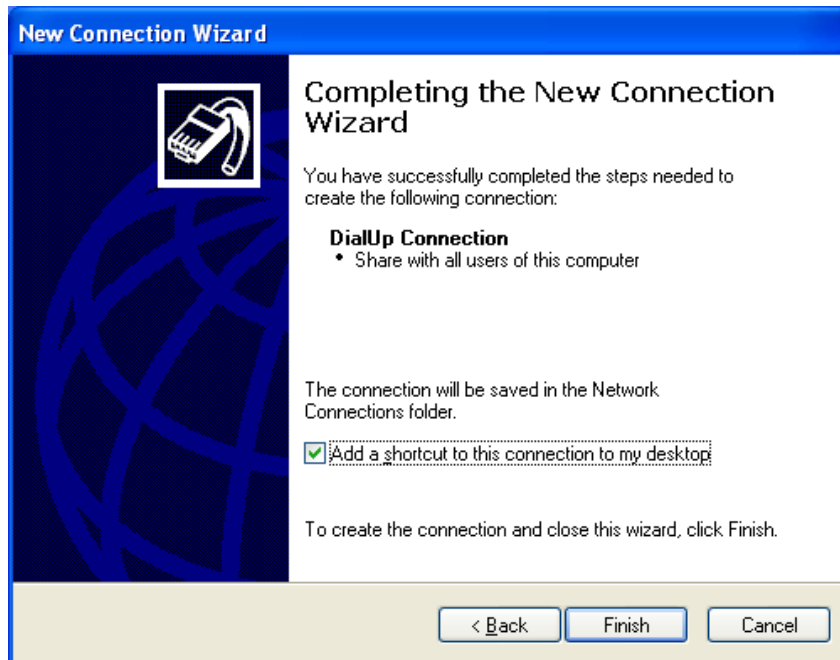 New Connection Wizard
Completing the New Connection
Wizard
You have successfully completed the steps needed to
create the following connection:
DialUp Connection
• Share with all users of this computer
The connection will be saved in the Network
Connections folder.
Add a shortcut to this connection to my desktop
To create the connection and close this wizard, click Finish.
< Back Finish Cancel